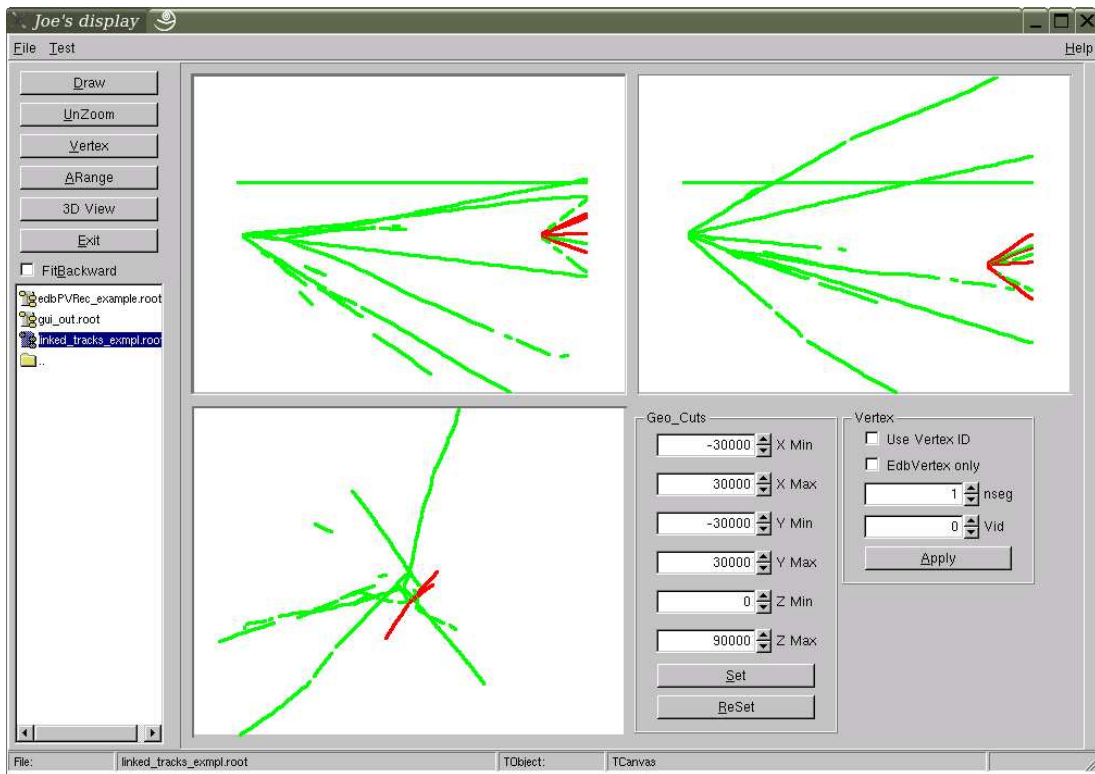 Joe's display
File Test Help
Draw
UnZoom
Vertex
ARange
3D View
Exit
FitBackward
edbPVRec_example.root
gui_out.root
linked_tracks_exmpl.root
..
Geo_Cuts
-30000 X Min
30000 X Max
-30000 Y Min
30000 Y Max
0 Z Min
90000 Z Max
Set
ReSet
Vertex
Use Vertex ID
EdbVertex only
1 nseg
0 Vid
Apply
File: linked_tracks_exmpl.root TObject: TCanvas